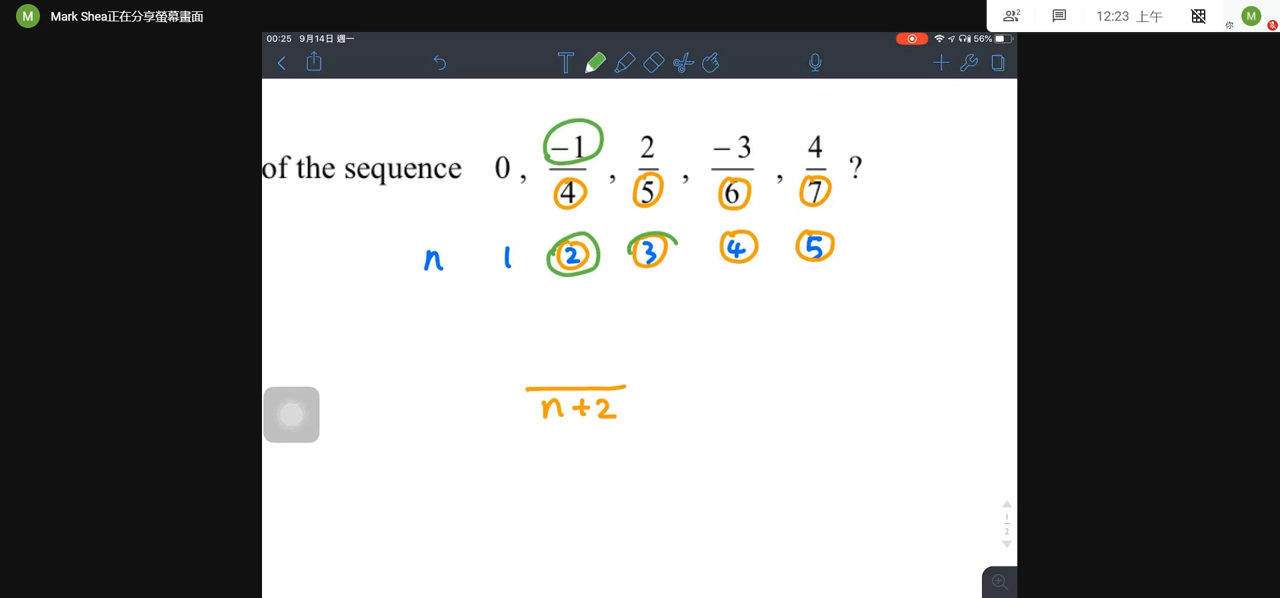 M Mark Shea正在分享螢幕畫面
2 12:23 上午 你 M
00:25 9月14日 週一 56%
T
of the sequence 0, -1/4, 2/5, -3/6, 4/7 ?
n 1 2 3 4 5
n+2
1
2